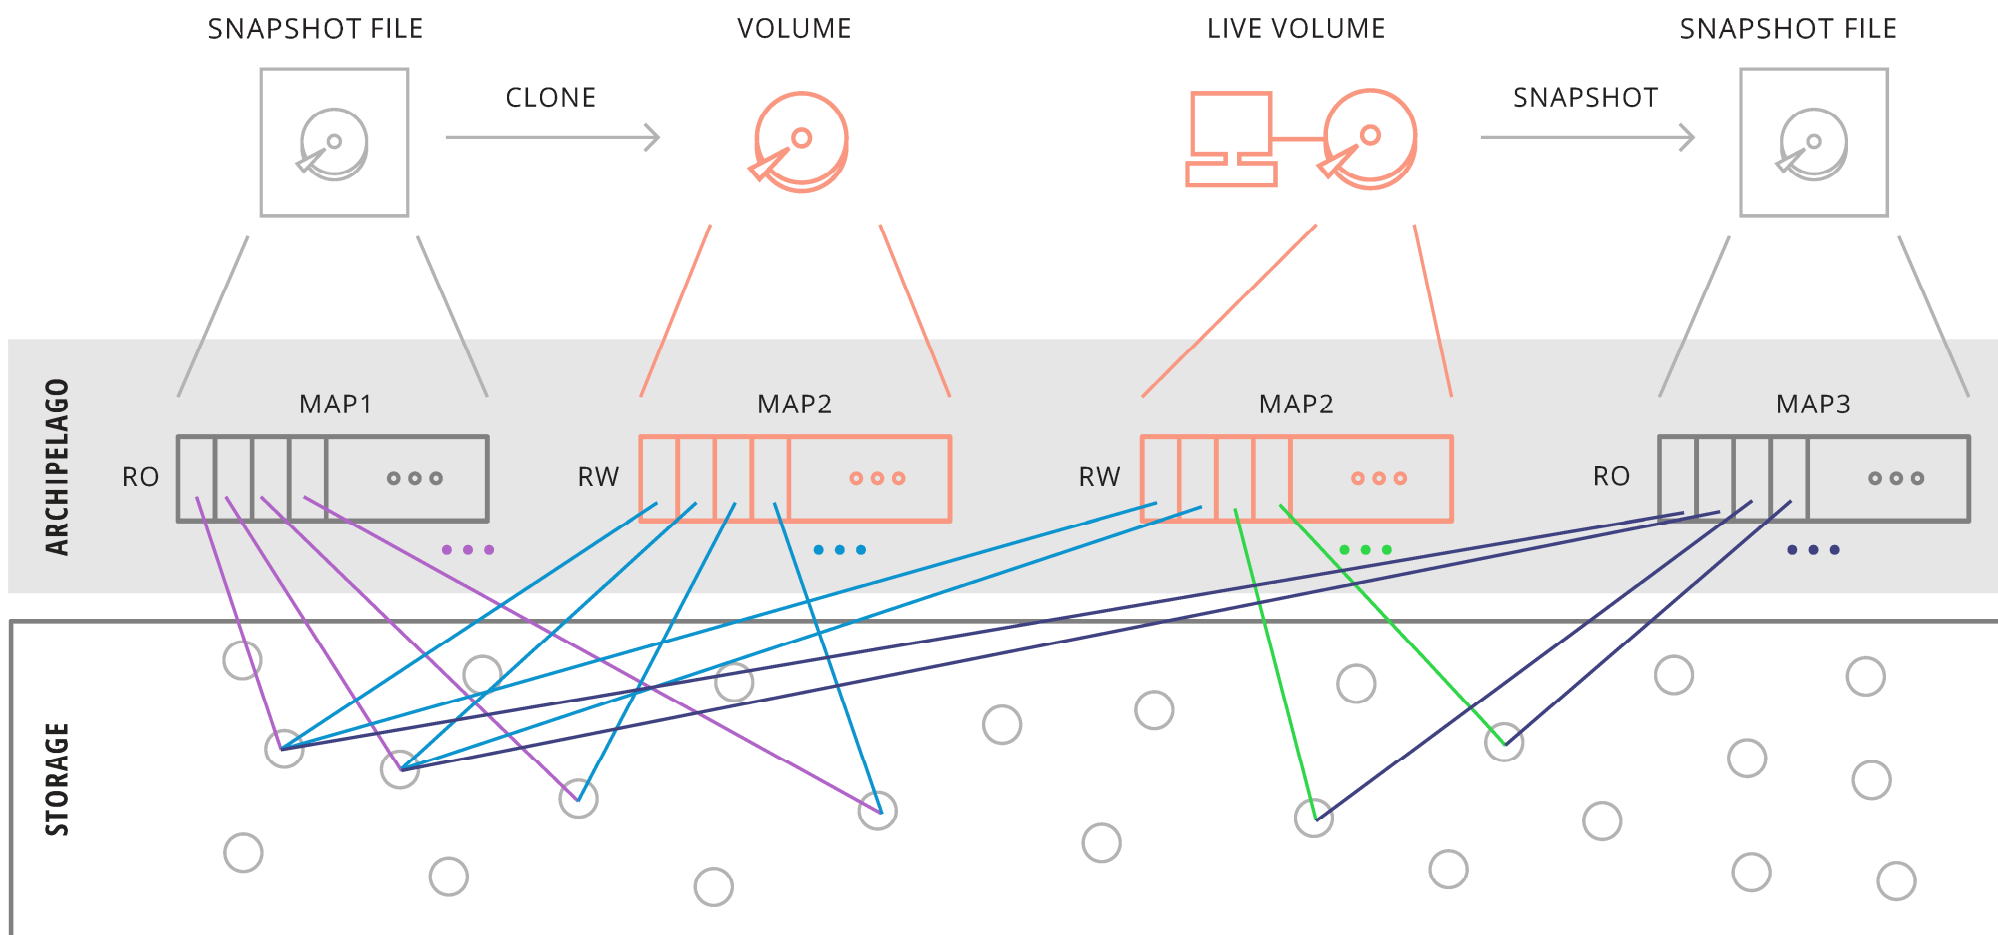 SNAPSHOT FILE
VOLUME
LIVE VOLUME
SNAPSHOT FILE
CLONE
SNAPSHOT
ARCHIPELAGO
MAP1
MAP2
MAP2
MAP3
RO
RW
RW
RO
STORAGE